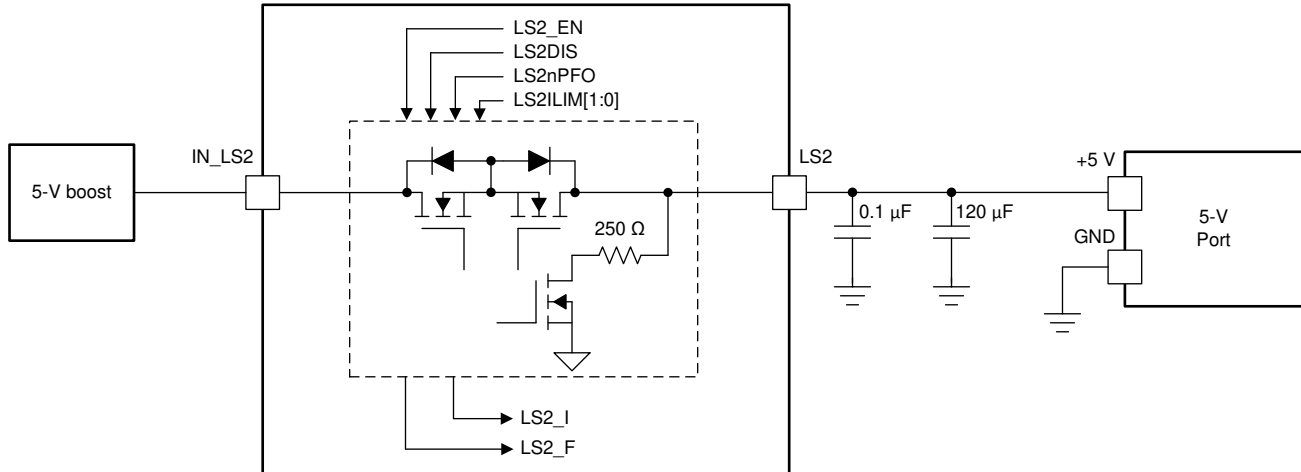 LS2_EN
LS2DIS
LS2nPFO
LS2ILIM[1:0]
IN_LS2
LS2
+5 V
5-V boost
0.1 µF
120 µF
5-V
Port
250 Ω
GND
LS2_I
LS2_F